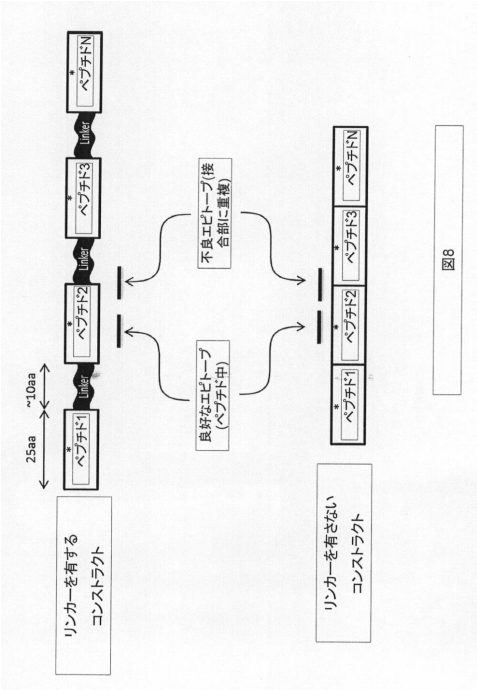 25aa
~10aa
リンカーを有する
コンストラクト
*
ペプチド1
Linker
*
ペプチド2
Linker
*
ペプチド3
Linker
*
ペプチドN
良好なエピトープ
(ペプチド中)
不良エピトープ(接
合部に重複)
リンカーを有さない
コンストラクト
*
ペプチド1
*
ペプチド2
*
ペプチド3
*
ペプチドN
図8